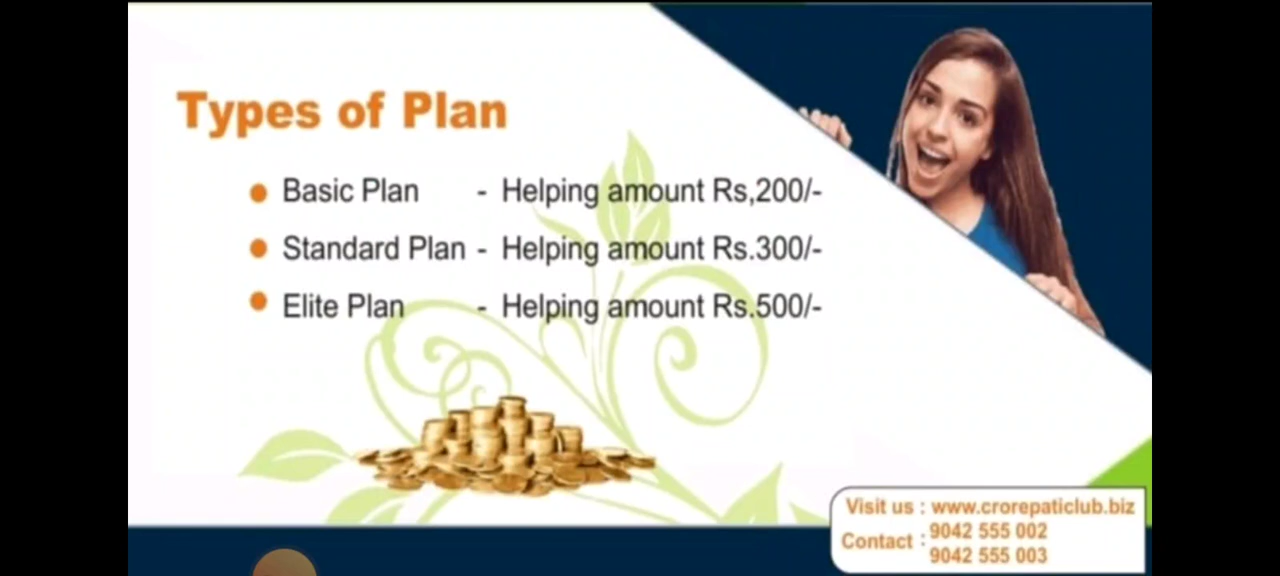 Types of Plan
Basic Plan - Helping amount Rs,200/-
Standard Plan - Helping amount Rs.300/-
Elite Plan - Helping amount Rs.500/-
Visit us : www.crorepaticlub.biz
Contact : 9042 555 002
9042 555 003